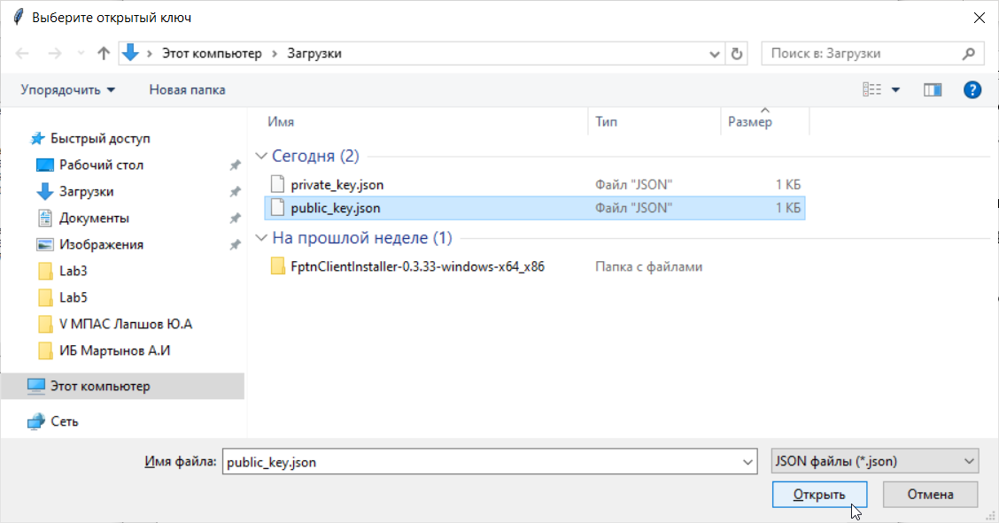 Выберите открытый ключ
Этот компьютер Загрузки
Поиск в: Загрузки
Упорядочить Новая папка
?
Имя Тип Размер
Быстрый доступ
Рабочий стол
Загрузки
Документы
Изображения
Lab3
Lab5
V МПАС Лапшов Ю.А
ИБ Мартынов А.И
Этот компьютер
Сеть
Сегодня (2)
private_key.json Файл "JSON" 1 КБ
public_key.json Файл "JSON" 1 КБ
На прошлой неделе (1)
FptnClientInstaller-0.3.33-windows-x64_x86 Папка с файлами
Имя файла: public_key.json JSON файлы (*.json)
Открыть Отмена